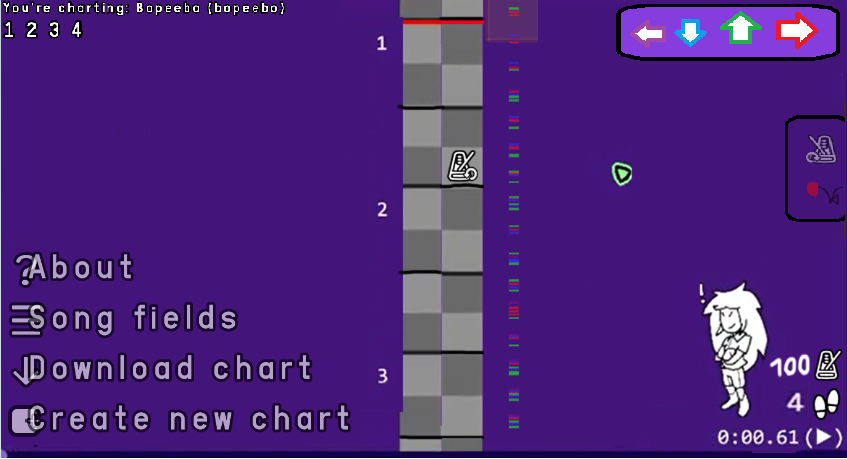 You're charting: Bopeebo (bopeebo)
1 2 3 4
1
2
3
? About
Song fields
Download chart
Create new chart
!
100
4
0:00.61(▶)